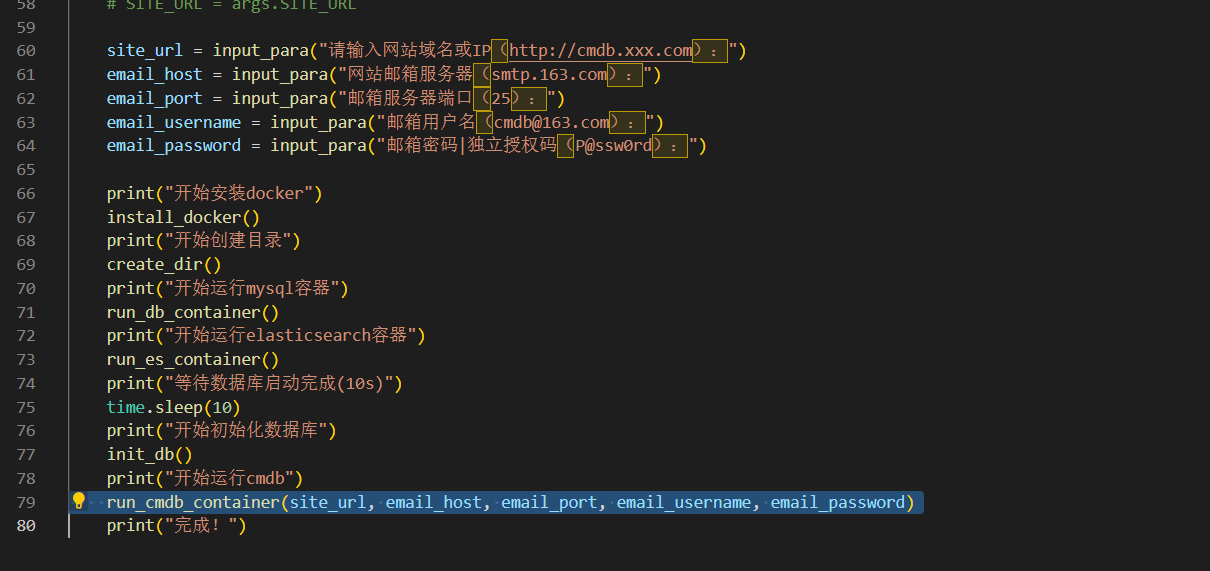 58 # SITE_URL = args.SITE_URL
59
60 site_url = input_para("请输入网站域名或IP（http://cmdb.xxx.com）：")
61 email_host = input_para("网站邮箱服务器（smtp.163.com）：")
62 email_port = input_para("邮箱服务器端口（25）：")
63 email_username = input_para("邮箱用户名（cmdb@163.com）：")
64 email_password = input_para("邮箱密码|独立授权码（P@ssw0rd）：")
65
66 print("开始安装docker")
67 install_docker()
68 print("开始创建目录")
69 create_dir()
70 print("开始运行mysql容器")
71 run_db_container()
72 print("开始运行elasticsearch容器")
73 run_es_container()
74 print("等待数据库启动完成(10s)")
75 time.sleep(10)
76 print("开始初始化数据库")
77 init_db()
78 print("开始运行cmdb")
79 run_cmdb_container(site_url, email_host, email_port, email_username, email_password)
80 print("完成！")